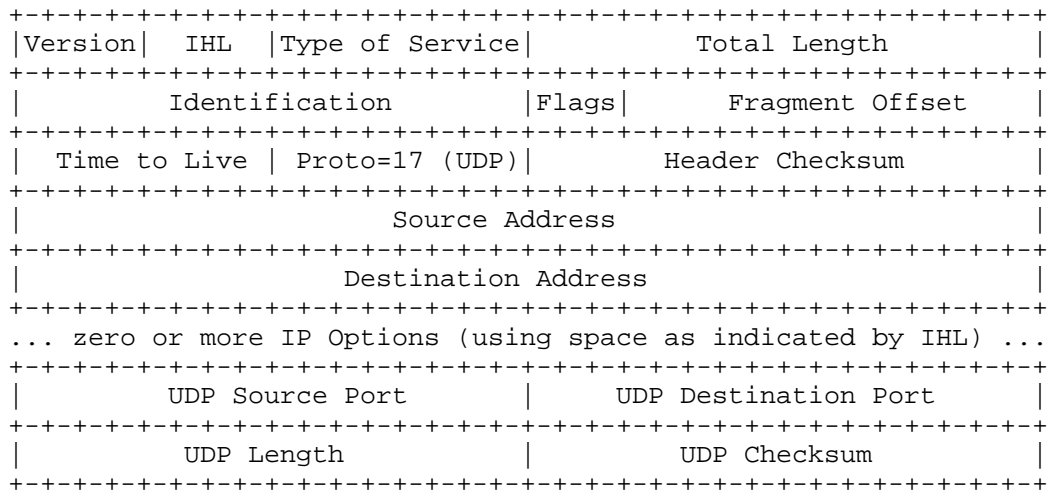 +-+-+-+-+-+-+-+-+-+-+-+-+-+-+-+-+-+-+-+-+-+-+-+-+-+-+-+-+-+-+-+-+
|Version|  IHL  |Type of Service|          Total Length         |
+-+-+-+-+-+-+-+-+-+-+-+-+-+-+-+-+-+-+-+-+-+-+-+-+-+-+-+-+-+-+-+-+
|         Identification        |Flags|      Fragment Offset    |
+-+-+-+-+-+-+-+-+-+-+-+-+-+-+-+-+-+-+-+-+-+-+-+-+-+-+-+-+-+-+-+-+
|  Time to Live | Proto=17 (UDP)|        Header Checksum        |
+-+-+-+-+-+-+-+-+-+-+-+-+-+-+-+-+-+-+-+-+-+-+-+-+-+-+-+-+-+-+-+-+
|                       Source Address                          |
+-+-+-+-+-+-+-+-+-+-+-+-+-+-+-+-+-+-+-+-+-+-+-+-+-+-+-+-+-+-+-+-+
|                    Destination Address                        |
+-+-+-+-+-+-+-+-+-+-+-+-+-+-+-+-+-+-+-+-+-+-+-+-+-+-+-+-+-+-+-+-+
... zero or more IP Options (using space as indicated by IHL) ...
+-+-+-+-+-+-+-+-+-+-+-+-+-+-+-+-+-+-+-+-+-+-+-+-+-+-+-+-+-+-+-+-+
|         UDP Source Port       |     UDP Destination Port      |
+-+-+-+-+-+-+-+-+-+-+-+-+-+-+-+-+-+-+-+-+-+-+-+-+-+-+-+-+-+-+-+-+
|          UDP Length           |         UDP Checksum          |
+-+-+-+-+-+-+-+-+-+-+-+-+-+-+-+-+-+-+-+-+-+-+-+-+-+-+-+-+-+-+-+-+